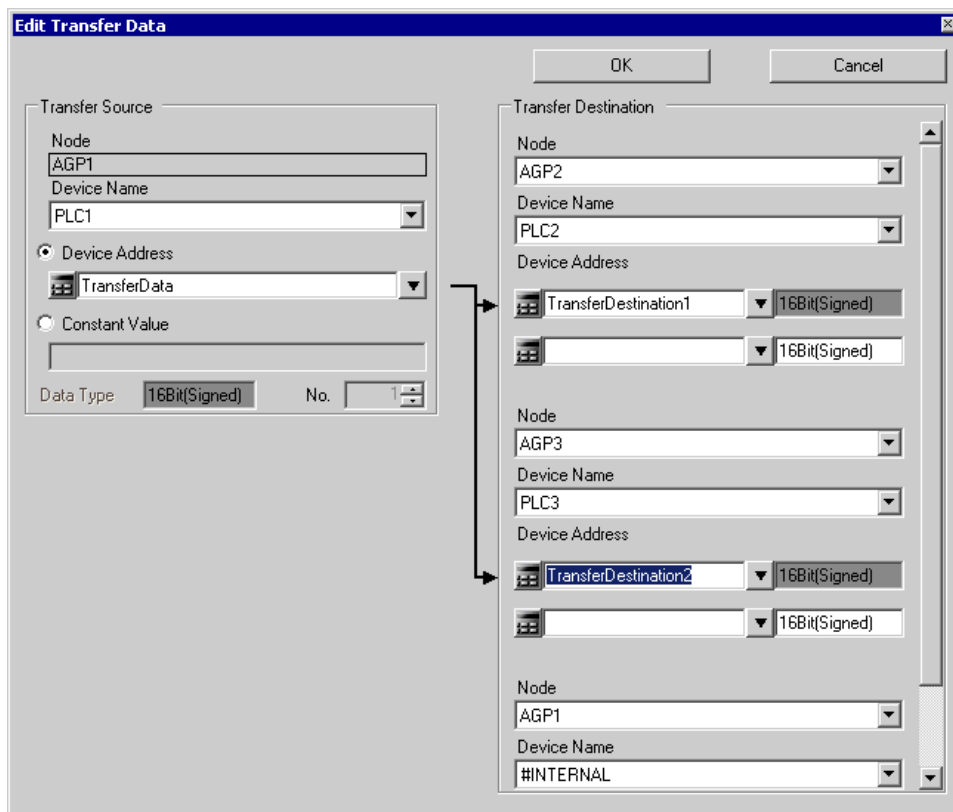 Edit Transfer Data
OK Cancel
Transfer Source
Node
AGP1
Device Name
PLC1
Device Address
TransferData
Constant Value
Data Type 16Bit(Signed) No. 1
Transfer Destination
Node
AGP2
Device Name
PLC2
Device Address
TransferDestination1 16Bit(Signed)
16Bit(Signed)
Node
AGP3
Device Name
PLC3
Device Address
TransferDestination2 16Bit(Signed)
16Bit(Signed)
Node
AGP1
Device Name
#INTERNAL